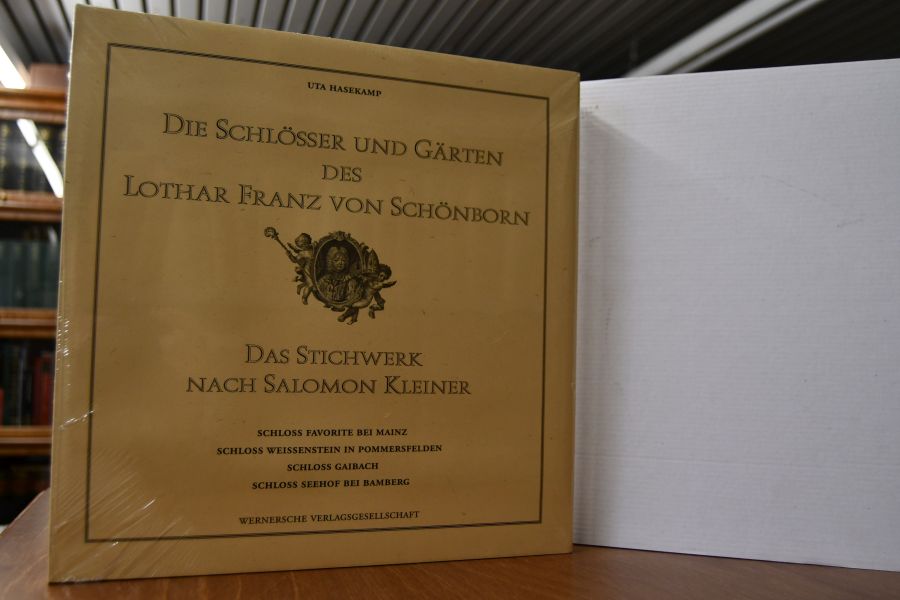 UTA HASEKAMP
DIE SCHLÖSSER UND GÄRTEN
DES
LOTHAR FRANZ VON SCHÖNBORN
DAS STICHWERK
NACH SALOMON KLEINER
SCHLOSS FAVORITE BEI MAINZ
SCHLOSS WEISSENSTEIN IN POMMERSFELDEN
SCHLOSS GAIBACH
SCHLOSS SEEHOF BEI BAMBERG
WERNERSCHE VERLAGSGESELLSCHAFT